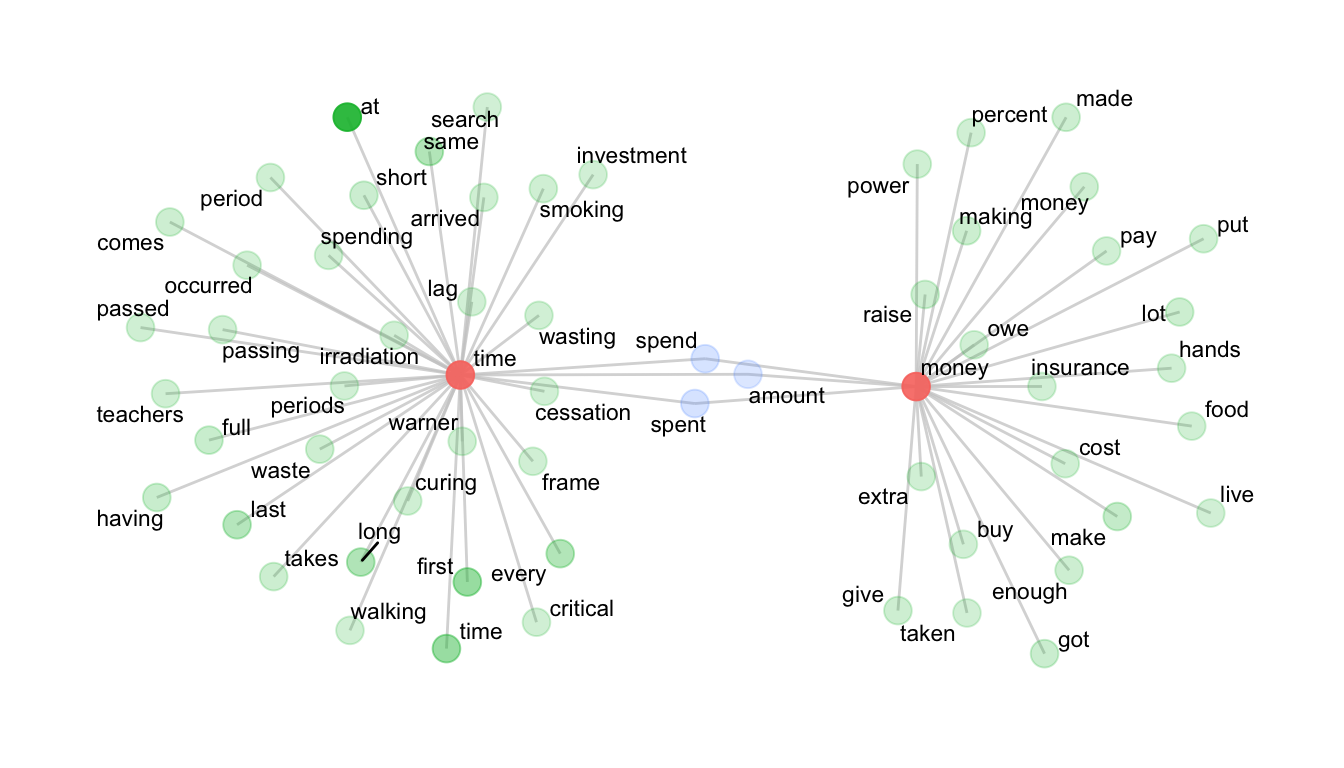 at
search
same
made
percent
investment
short
power
period
arrived
smoking
making
money
put
comes
spending
pay
occurred
lag
passed
raise
lot
owe
wasting
spend
hands
passing
irradiation
time
money
insurance
teachers
periods
cessation
amount
food
warner
full
spent
cost
waste
curing
frame
extra
live
having
last
long
buy
make
takes
first
every
enough
walking
critical
give
time
taken
got